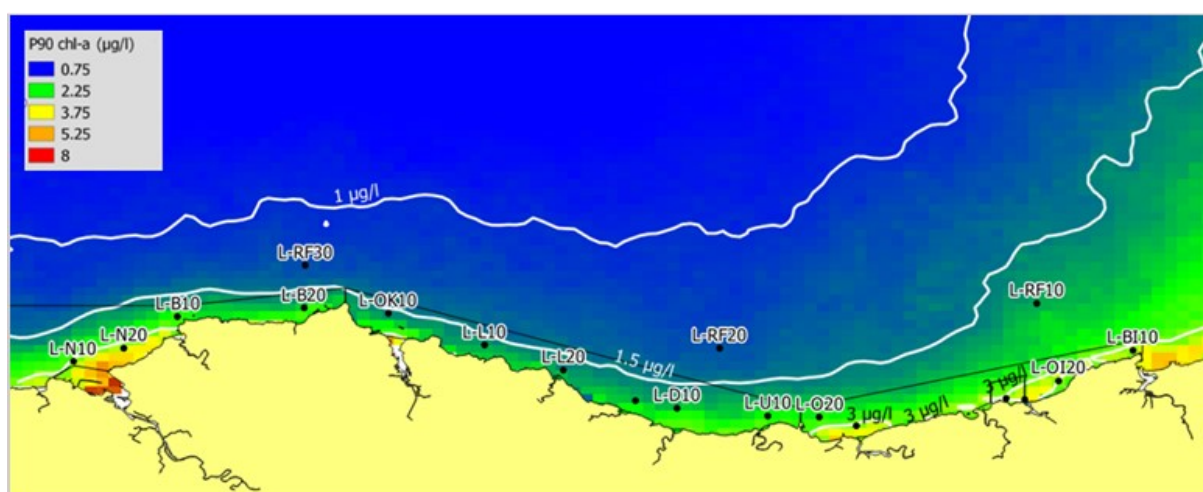 P90 chl-a (µg/l)
0.75
2.25
3.75
5.25
8
1 µg/l
L-RF30
L-B20
L-B10
L-OK10
L-N20
L-N10
L-L10
L-L20
1.5 µg/l
L-RF20
L-RF10
L-BI10
L-OI20
3 µg/l
L-D10
L-U10
L-O20
3 µg/l
3 µg/l